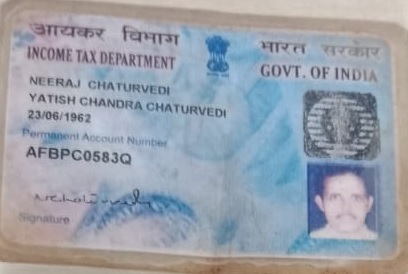 आयकर विभाग
INCOME TAX DEPARTMENT
भारत सरकार
GOVT. OF INDIA
NEERAJ CHATURVEDI
YATISH CHANDRA CHATURVEDI
23/06/1962
Permanent Account Number
AFBPC0583Q
Signature